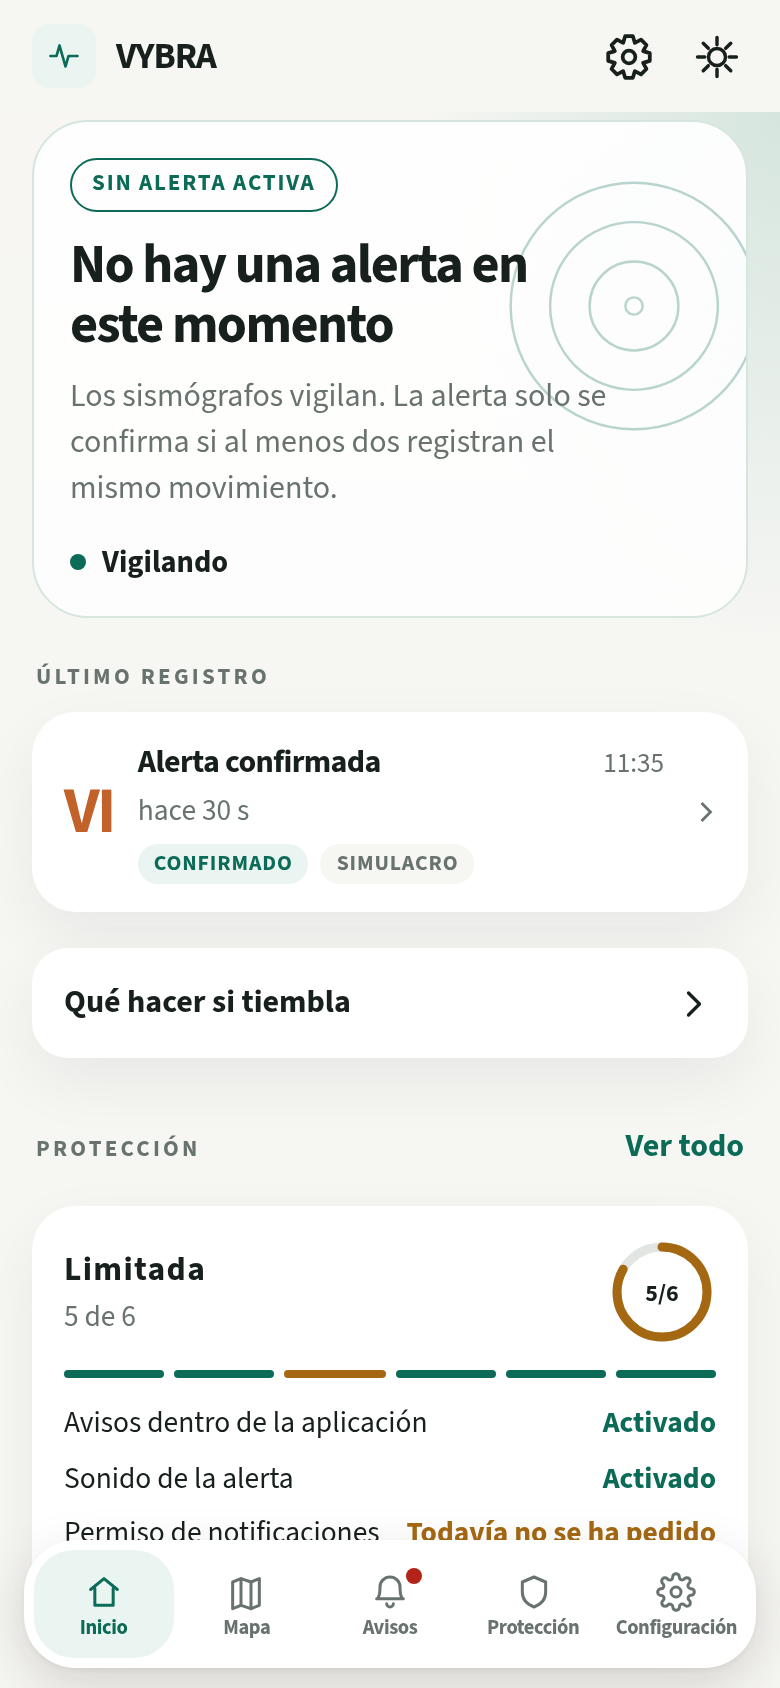 VYBRA
SIN ALERTA ACTIVA
No hay una alerta en
este momento
Los sismógrafos vigilan. La alerta solo se
confirma si al menos dos registran el
mismo movimiento.
Vigilando
ÚLTIMO REGISTRO
Alerta confirmada
11:35
VI
hace 30 s
CONFIRMADO
SIMULACRO
Qué hacer si tiembla
PROTECCIÓN
Ver todo
Limitada
5 de 6
5/6
Avisos dentro de la aplicación
Activado
Sonido de la alerta
Activado
Permiso de notificaciones
Todavía no se ha pedido
Inicio
Mapa
Avisos
Protección
Configuración